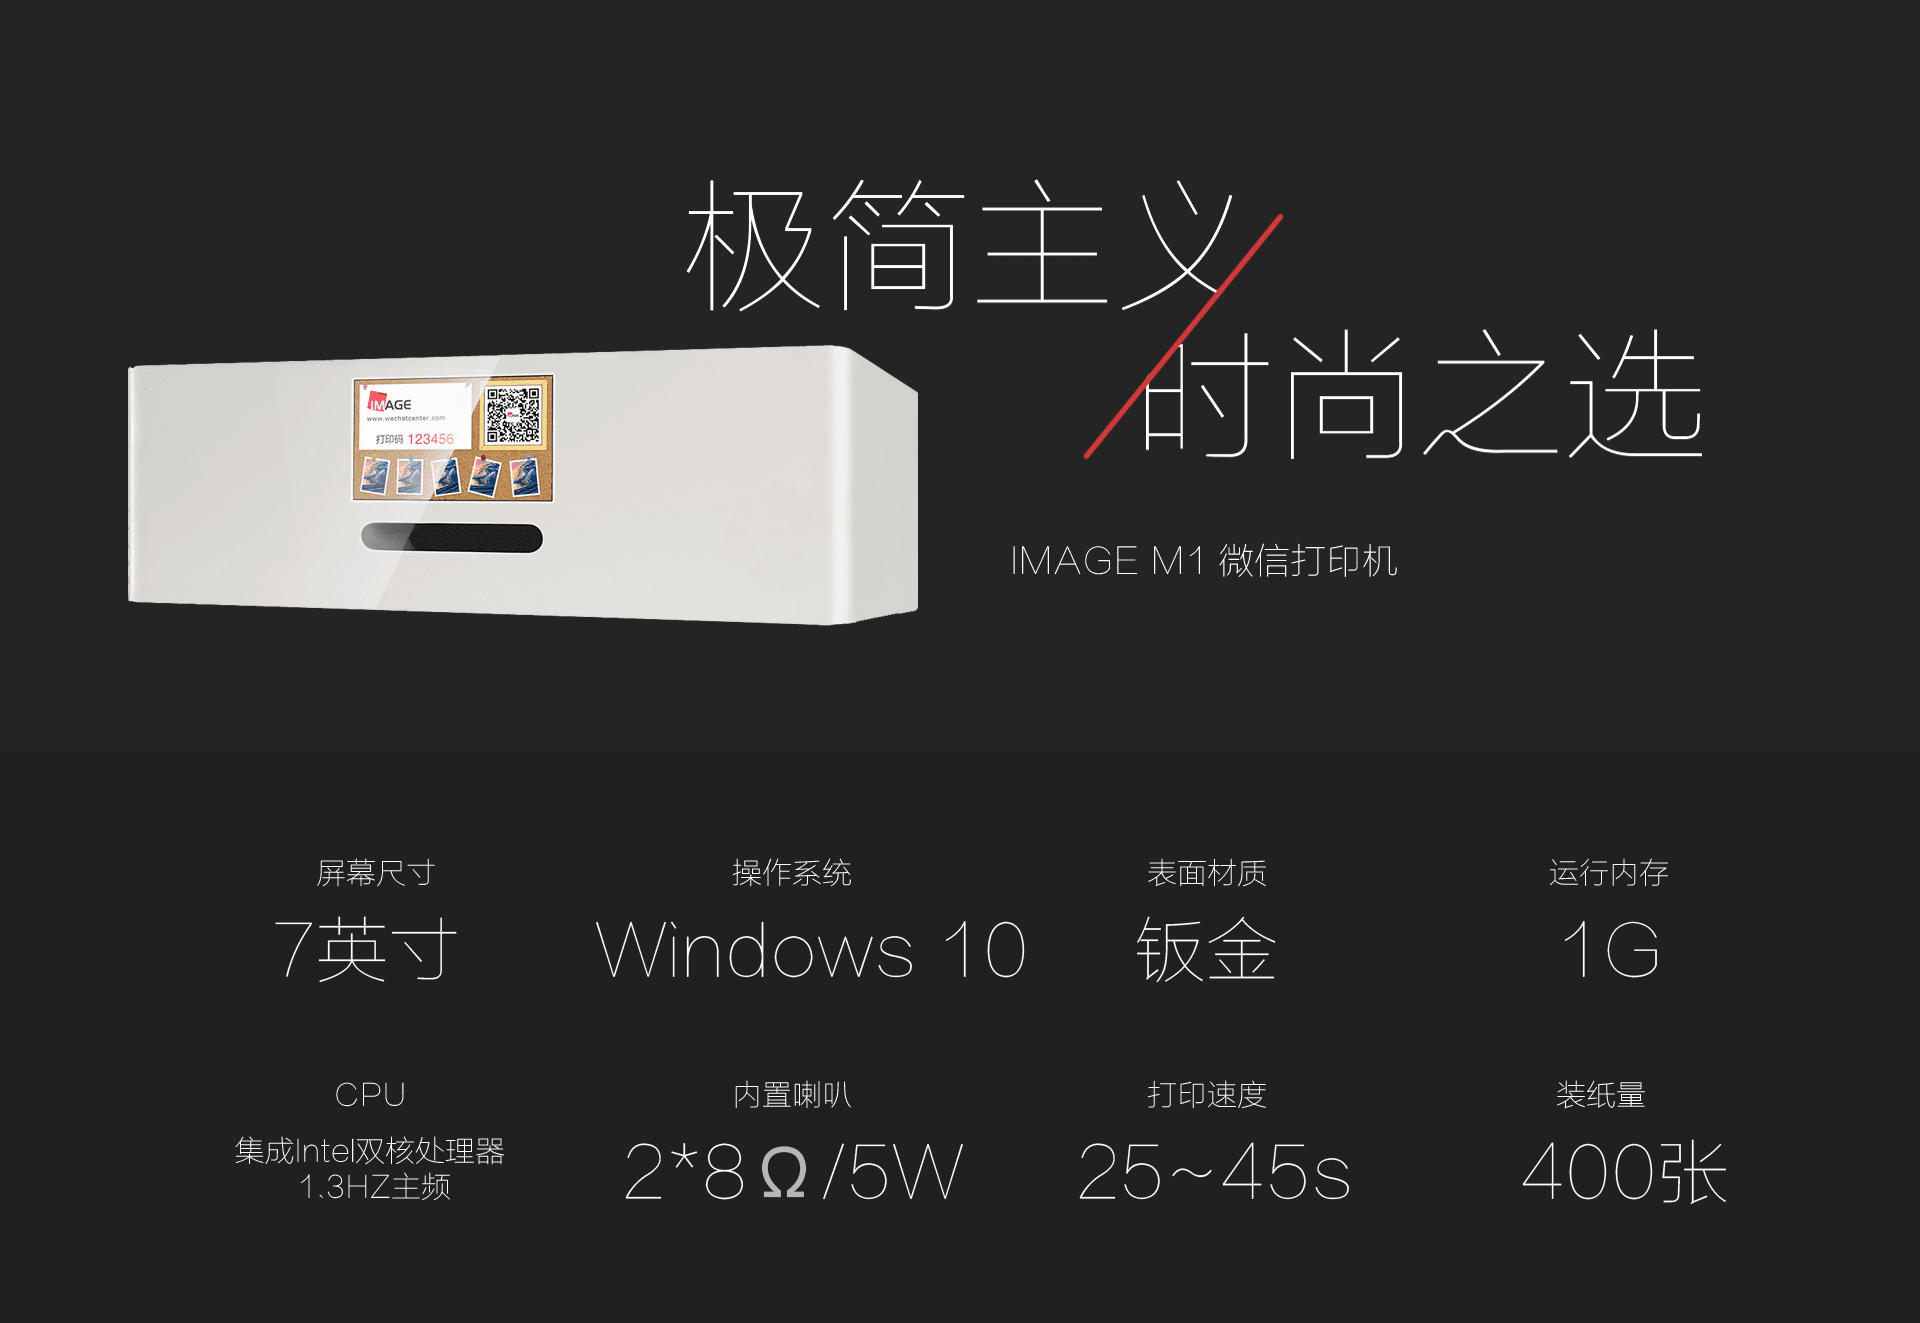 极简主义
时尚之选
IMAGE
www.wechatcenter.com
打印码 123456
IMAGE M1 微信打印机
屏幕尺寸
7英寸
操作系统
Windows 10
表面材质
钣金
运行内存
1G
CPU
集成Intel双核处理器
1.3HZ主频
内置喇叭
2*8Ω/5W
打印速度
25~45s
装纸量
400张